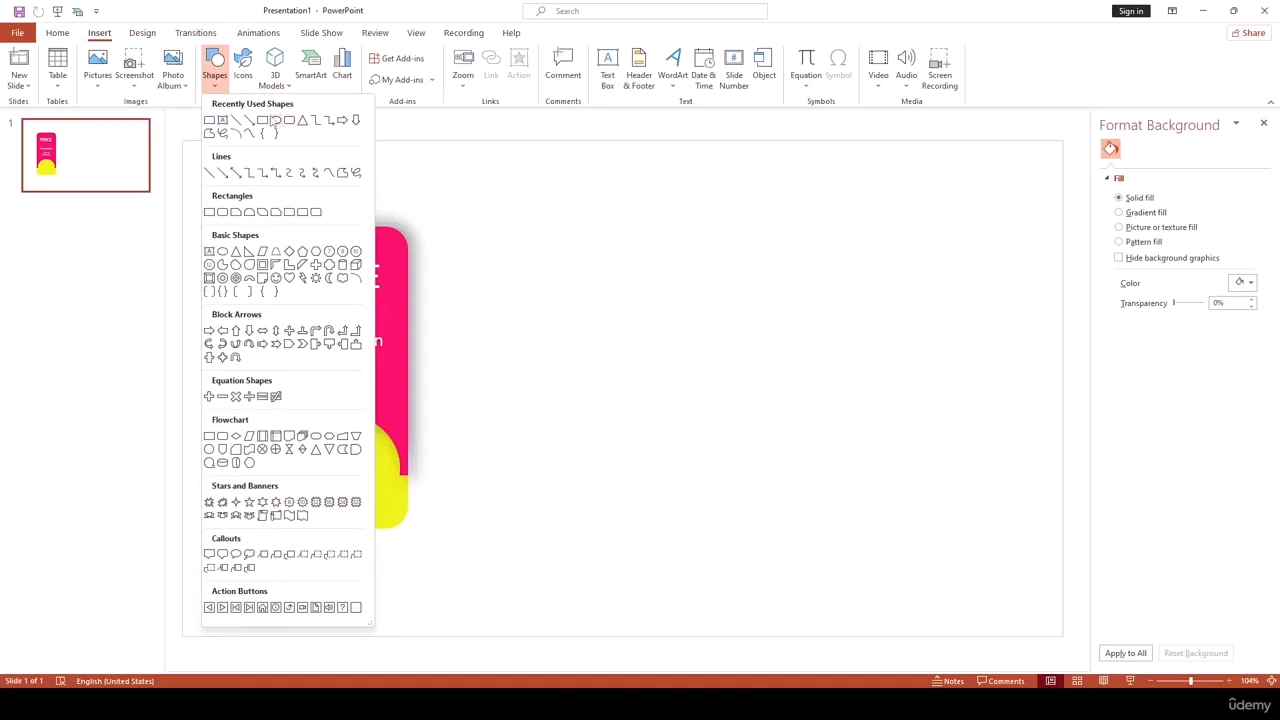 Presentation1 - PowerPoint
Search
Sign in
File Home Insert Design Transitions Animations Slide Show Review View Recording Help
Share
New Slide
Table
Pictures
Screenshot
Photo Album
Shapes
Icons
3D Models
SmartArt
Chart
Get Add-ins
My Add-ins
Zoom
Link
Action
Comment
Text Box
Header & Footer
WordArt
Date & Time
Slide Number
Object
Equation
Symbol
Video
Audio
Screen Recording
Slides Tables Images Add-ins Links Comments Text Symbols Media
Recently Used Shapes
Lines
Rectangles
Basic Shapes
Block Arrows
Equation Shapes
Flowchart
Stars and Banners
Callouts
Action Buttons
1
PRICE
E
n
Format Background
Fill
Solid fill
Gradient fill
Picture or texture fill
Pattern fill
Hide background graphics
Color
Transparency 0%
Apply to All Reset Background
Slide 1 of 1 English (United States) Notes Comments 104%
udemy